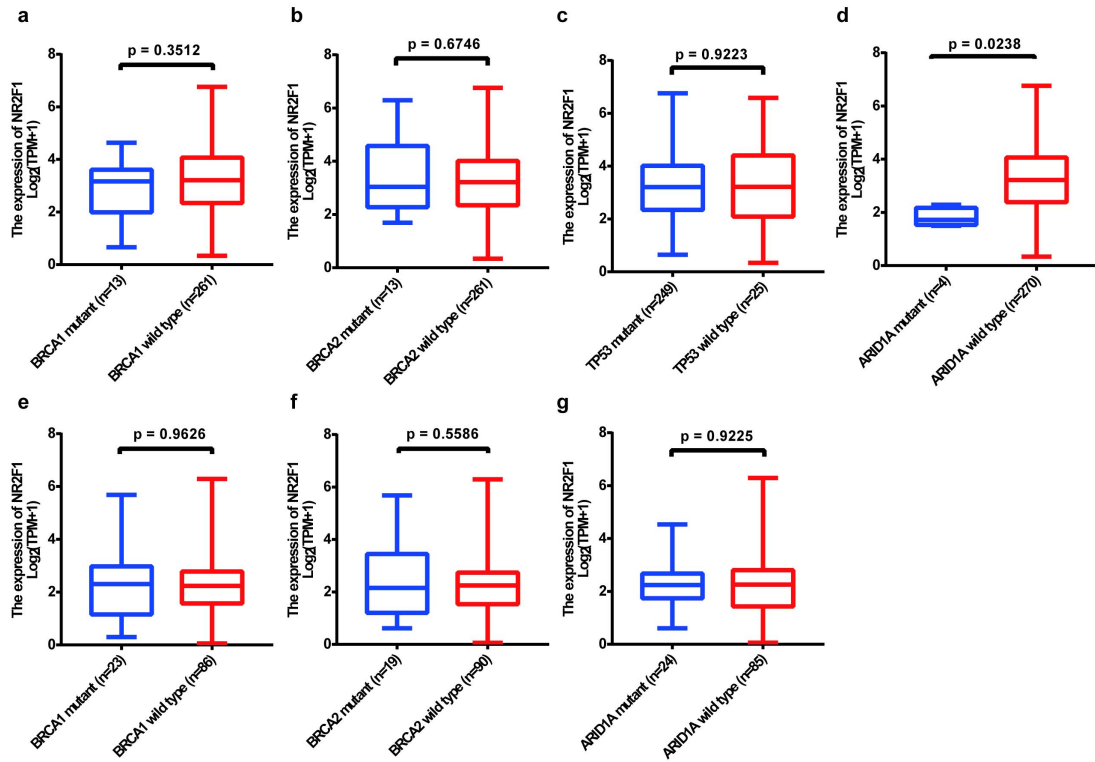 a
p = 0.3512
The expression of NR2F1
Log2(TPM+1)
8
6
4
2
0
BRCA1 mutant (n=13)
BRCA1 wild type (n=261)
b
p = 0.6746
The expression of NR2F1
Log2(TPM+1)
8
6
4
2
0
BRCA2 mutant (n=13)
BRCA2 wild type (n=261)
c
p = 0.9223
The expression of NR2F1
Log2(TPM+1)
8
6
4
2
0
TP53 mutant (n=249)
TP53 wild type (n=25)
d
p = 0.0238
The expression of NR2F1
Log2(TPM+1)
8
6
4
2
0
ARID1A mutant (n=4)
ARID1A wild type (n=270)
e
p = 0.9626
The expression of NR2F1
Log2(TPM+1)
8
6
4
2
0
BRCA1 mutant (n=23)
BRCA1 wild type (n=86)
f
p = 0.5586
The expression of NR2F1
Log2(TPM+1)
8
6
4
2
0
BRCA2 mutant (n=19)
BRCA2 wild type (n=90)
g
p = 0.9225
The expression of NR2F1
Log2(TPM+1)
8
6
4
2
0
ARID1A mutant (n=24)
ARID1A wild type (n=85)